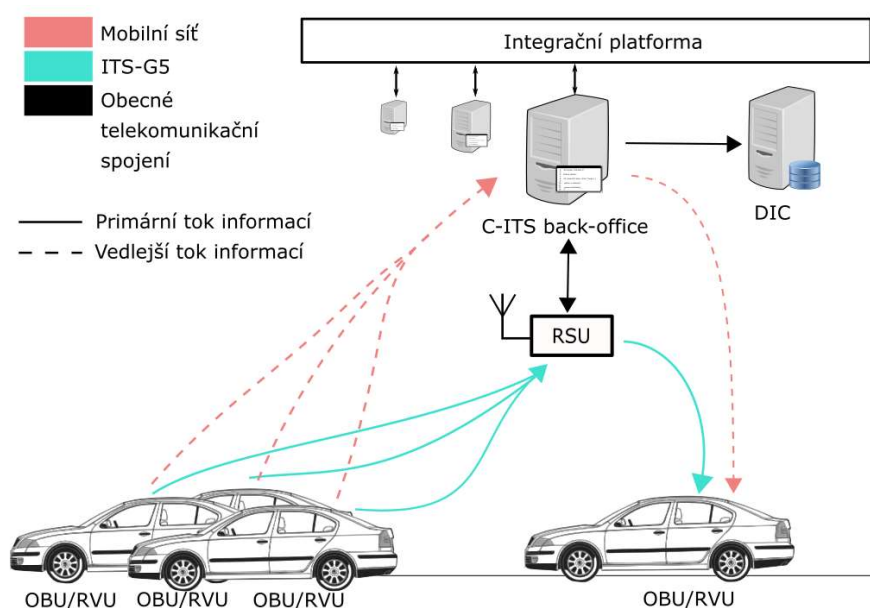 Mobilní síť
ITS-G5
Obecné
telekomunikační
spojení
Primární tok informací
Vedlejší tok informací
Integrační platforma
C-ITS back-office
DIC
RSU
OBU/RVU
OBU/RVU
OBU/RVU
OBU/RVU